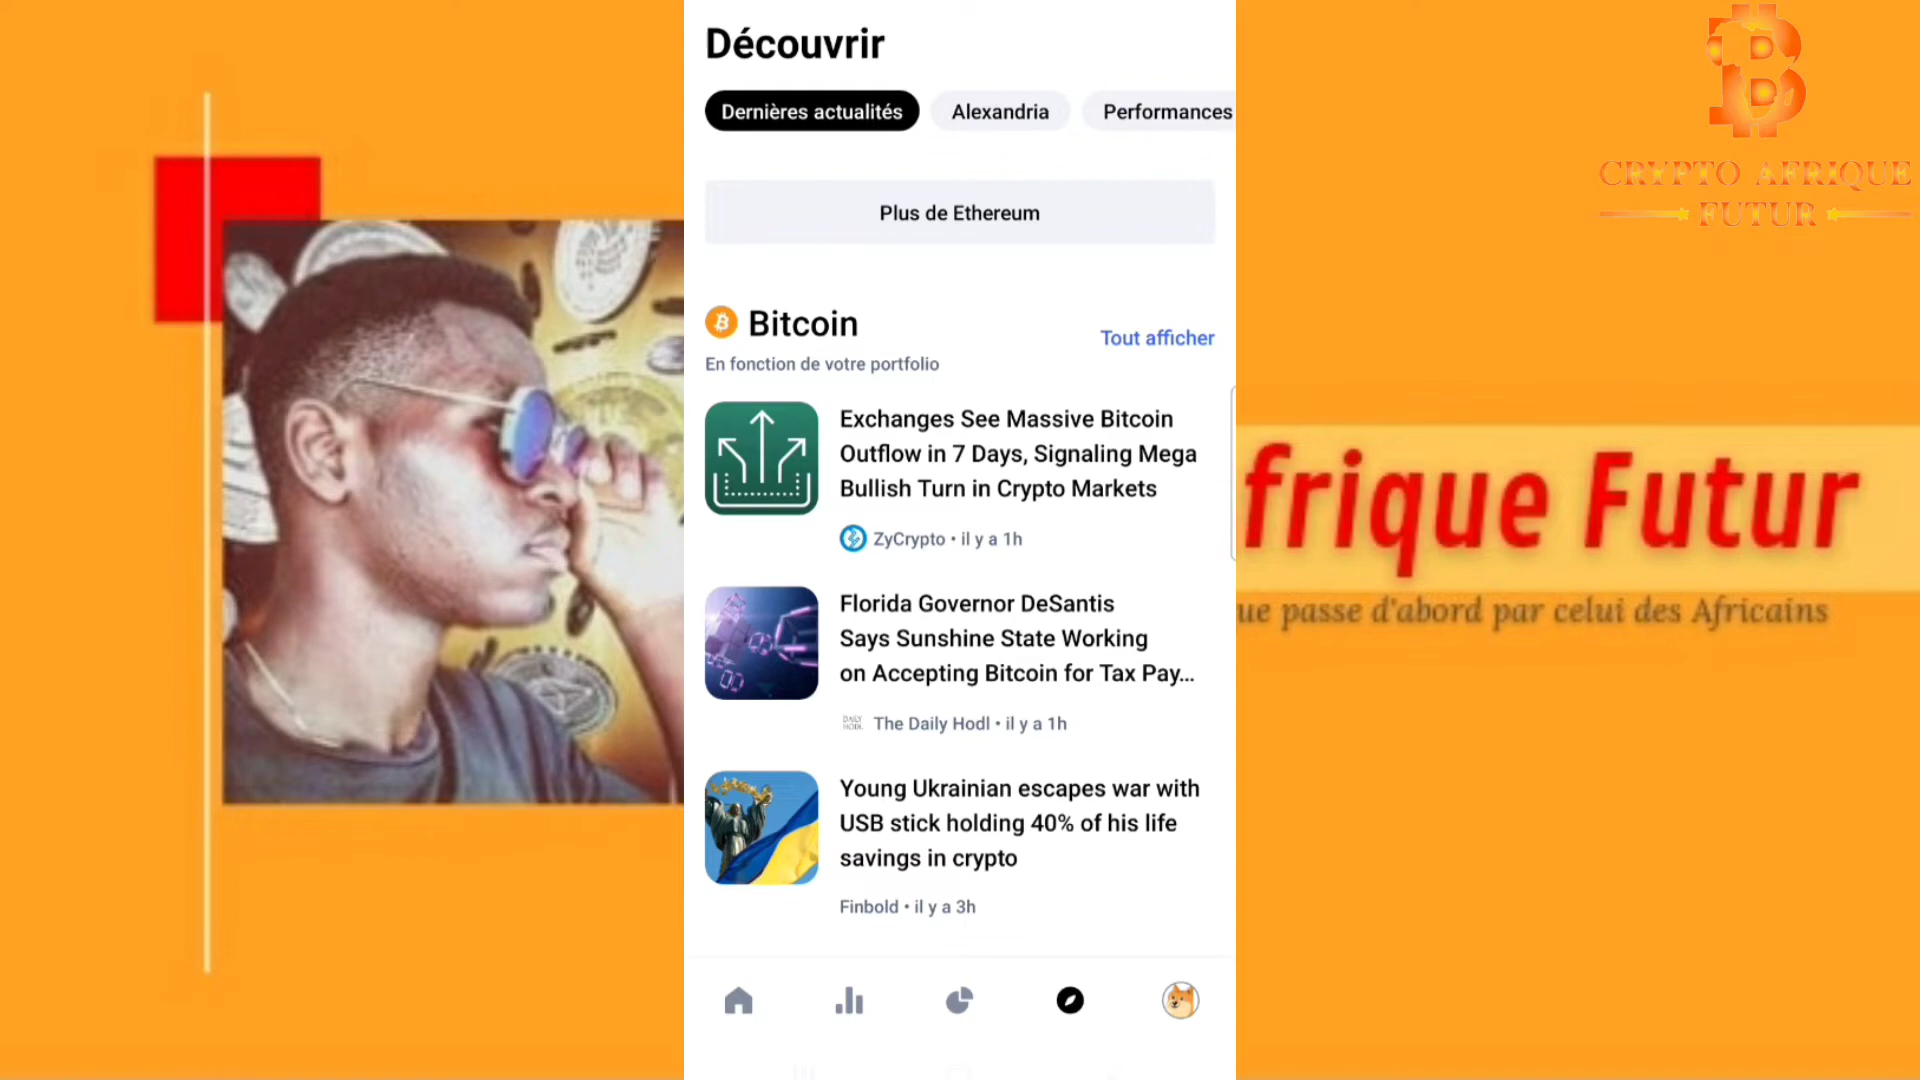 Découvrir
Dernières actualités
Alexandria
Performances
Plus de Ethereum
Bitcoin
Tout afficher
En fonction de votre portfolio
Exchanges See Massive Bitcoin
Outflow in 7 Days, Signaling Mega
Bullish Turn in Crypto Markets
ZyCrypto • il y a 1h
Florida Governor DeSantis
Says Sunshine State Working
on Accepting Bitcoin for Tax Pay...
DAILY
HODL
The Daily Hodl • il y a 1h
Young Ukrainian escapes war with
USB stick holding 40% of his life
savings in crypto
Finbold • il y a 3h
CRYPTO AFRIQUE
FUTUR
frique Futur
ue passe d'abord par celui des Africains